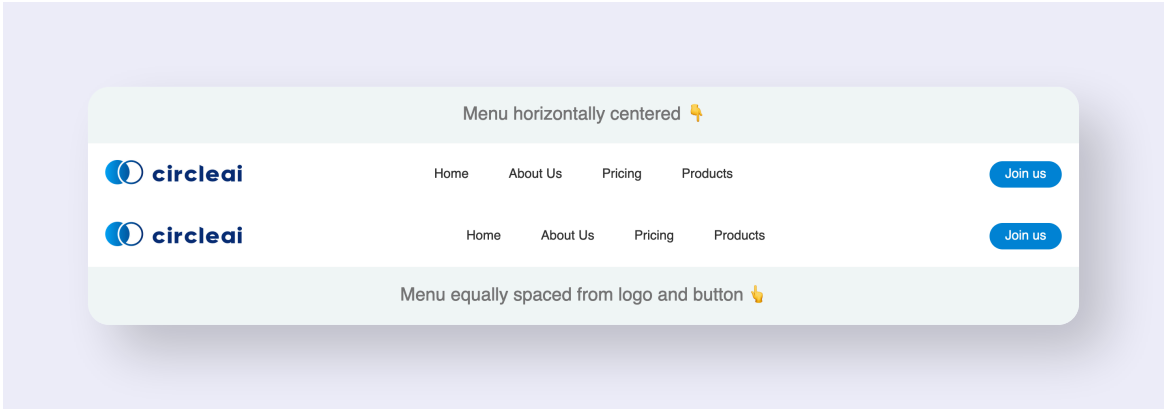 Menu horizontally centered 👇
circleai Home About Us Pricing Products Join us
circleai Home About Us Pricing Products Join us
Menu equally spaced from logo and button 👆